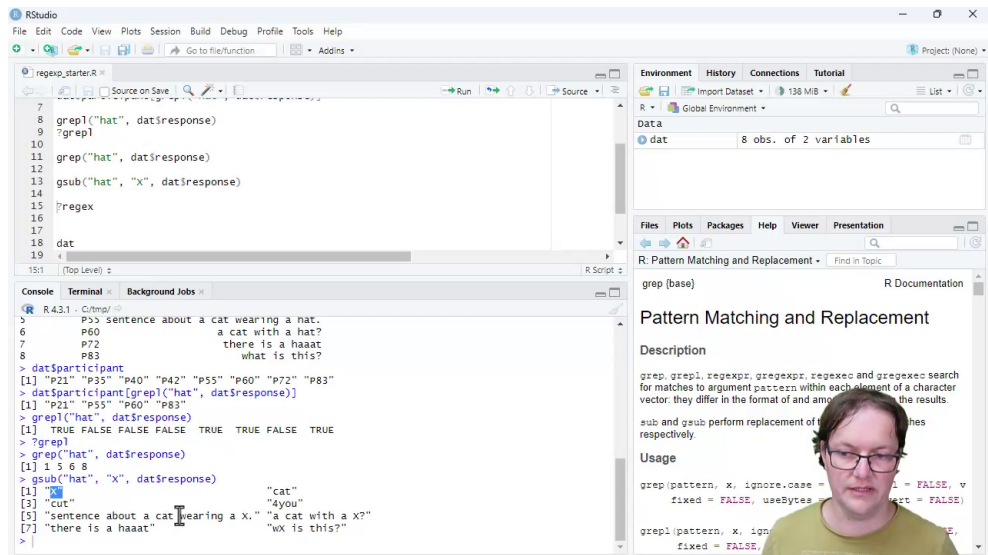 RStudio
File Edit Code View Plots Session Build Debug Profile Tools Help
Go to file/function Addins Project: (None)
regexp_starter.R
Source on Save Run Source
7
8 grepl("hat", dat$response)
9 ?grepl
10
11 grep("hat", dat$response)
12
13 gsub("hat", "X", dat$response)
14
15 ?regex
16
17
18 dat
19
15:1 (Top Level) R Script
Console Terminal Background Jobs
R 4.3.1 · C:/tmp/
5 P55 sentence about a cat wearing a hat.
6 P60 a cat with a hat?
7 P72 there is a haaat
8 P83 what is this?
> dat$participant
[1] "P21" "P35" "P40" "P42" "P55" "P60" "P72" "P83"
> dat$participant[grepl("hat", dat$response)]
[1] "P21" "P55" "P60" "P83"
> grepl("hat", dat$response)
[1] TRUE FALSE FALSE FALSE TRUE TRUE FALSE TRUE
> ?grepl
> grep("hat", dat$response)
[1] 1 5 6 8
> gsub("hat", "X", dat$response)
[1] "X" "cat"
[3] "cut" "4you"
[5] "sentence about a cat wearing a X." "a cat with a X?"
[7] "there is a haaat" "wX is this?"
>
Environment History Connections Tutorial
Import Dataset 138 MiB List
R Global Environment
Data
dat 8 obs. of 2 variables
Files Plots Packages Help Viewer Presentation
R: Pattern Matching and Replacement Find in Topic
grep {base} R Documentation
Pattern Matching and Replacement
Description
grep, grepl, regexpr, gregexpr, regexec and gregexec search
for matches to argument pattern within each element of a character
vector: they differ in the format of and amount of the results.
sub and gsub perform replacement of
respectively.
Usage
grep(pattern, x, ignore.case = FALSE,
fixed = FALSE, useBytes = FALSE)
grepl(pattern, x, FALSE,
fixed = FALSE,